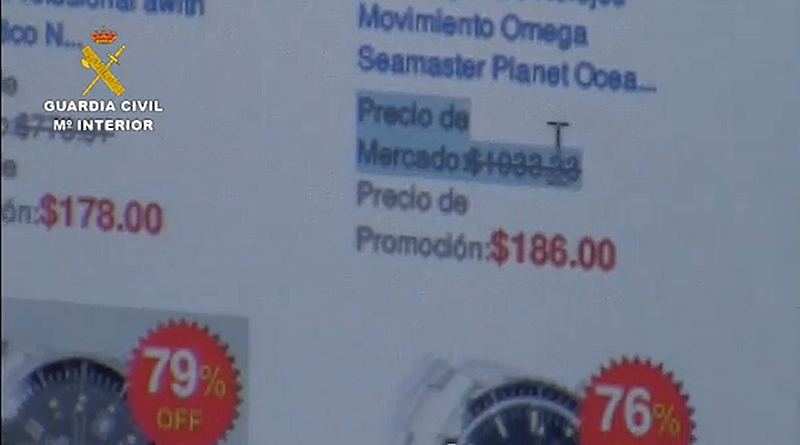 GUARDIA CIVIL
Mº INTERIOR
ico N...
ón:$178.00
Movimiento Omega
Seamaster Planet Ocea...
Precio de
Mercado:$1033.33
Precio de
Promoción:$186.00
79%
OFF
76%